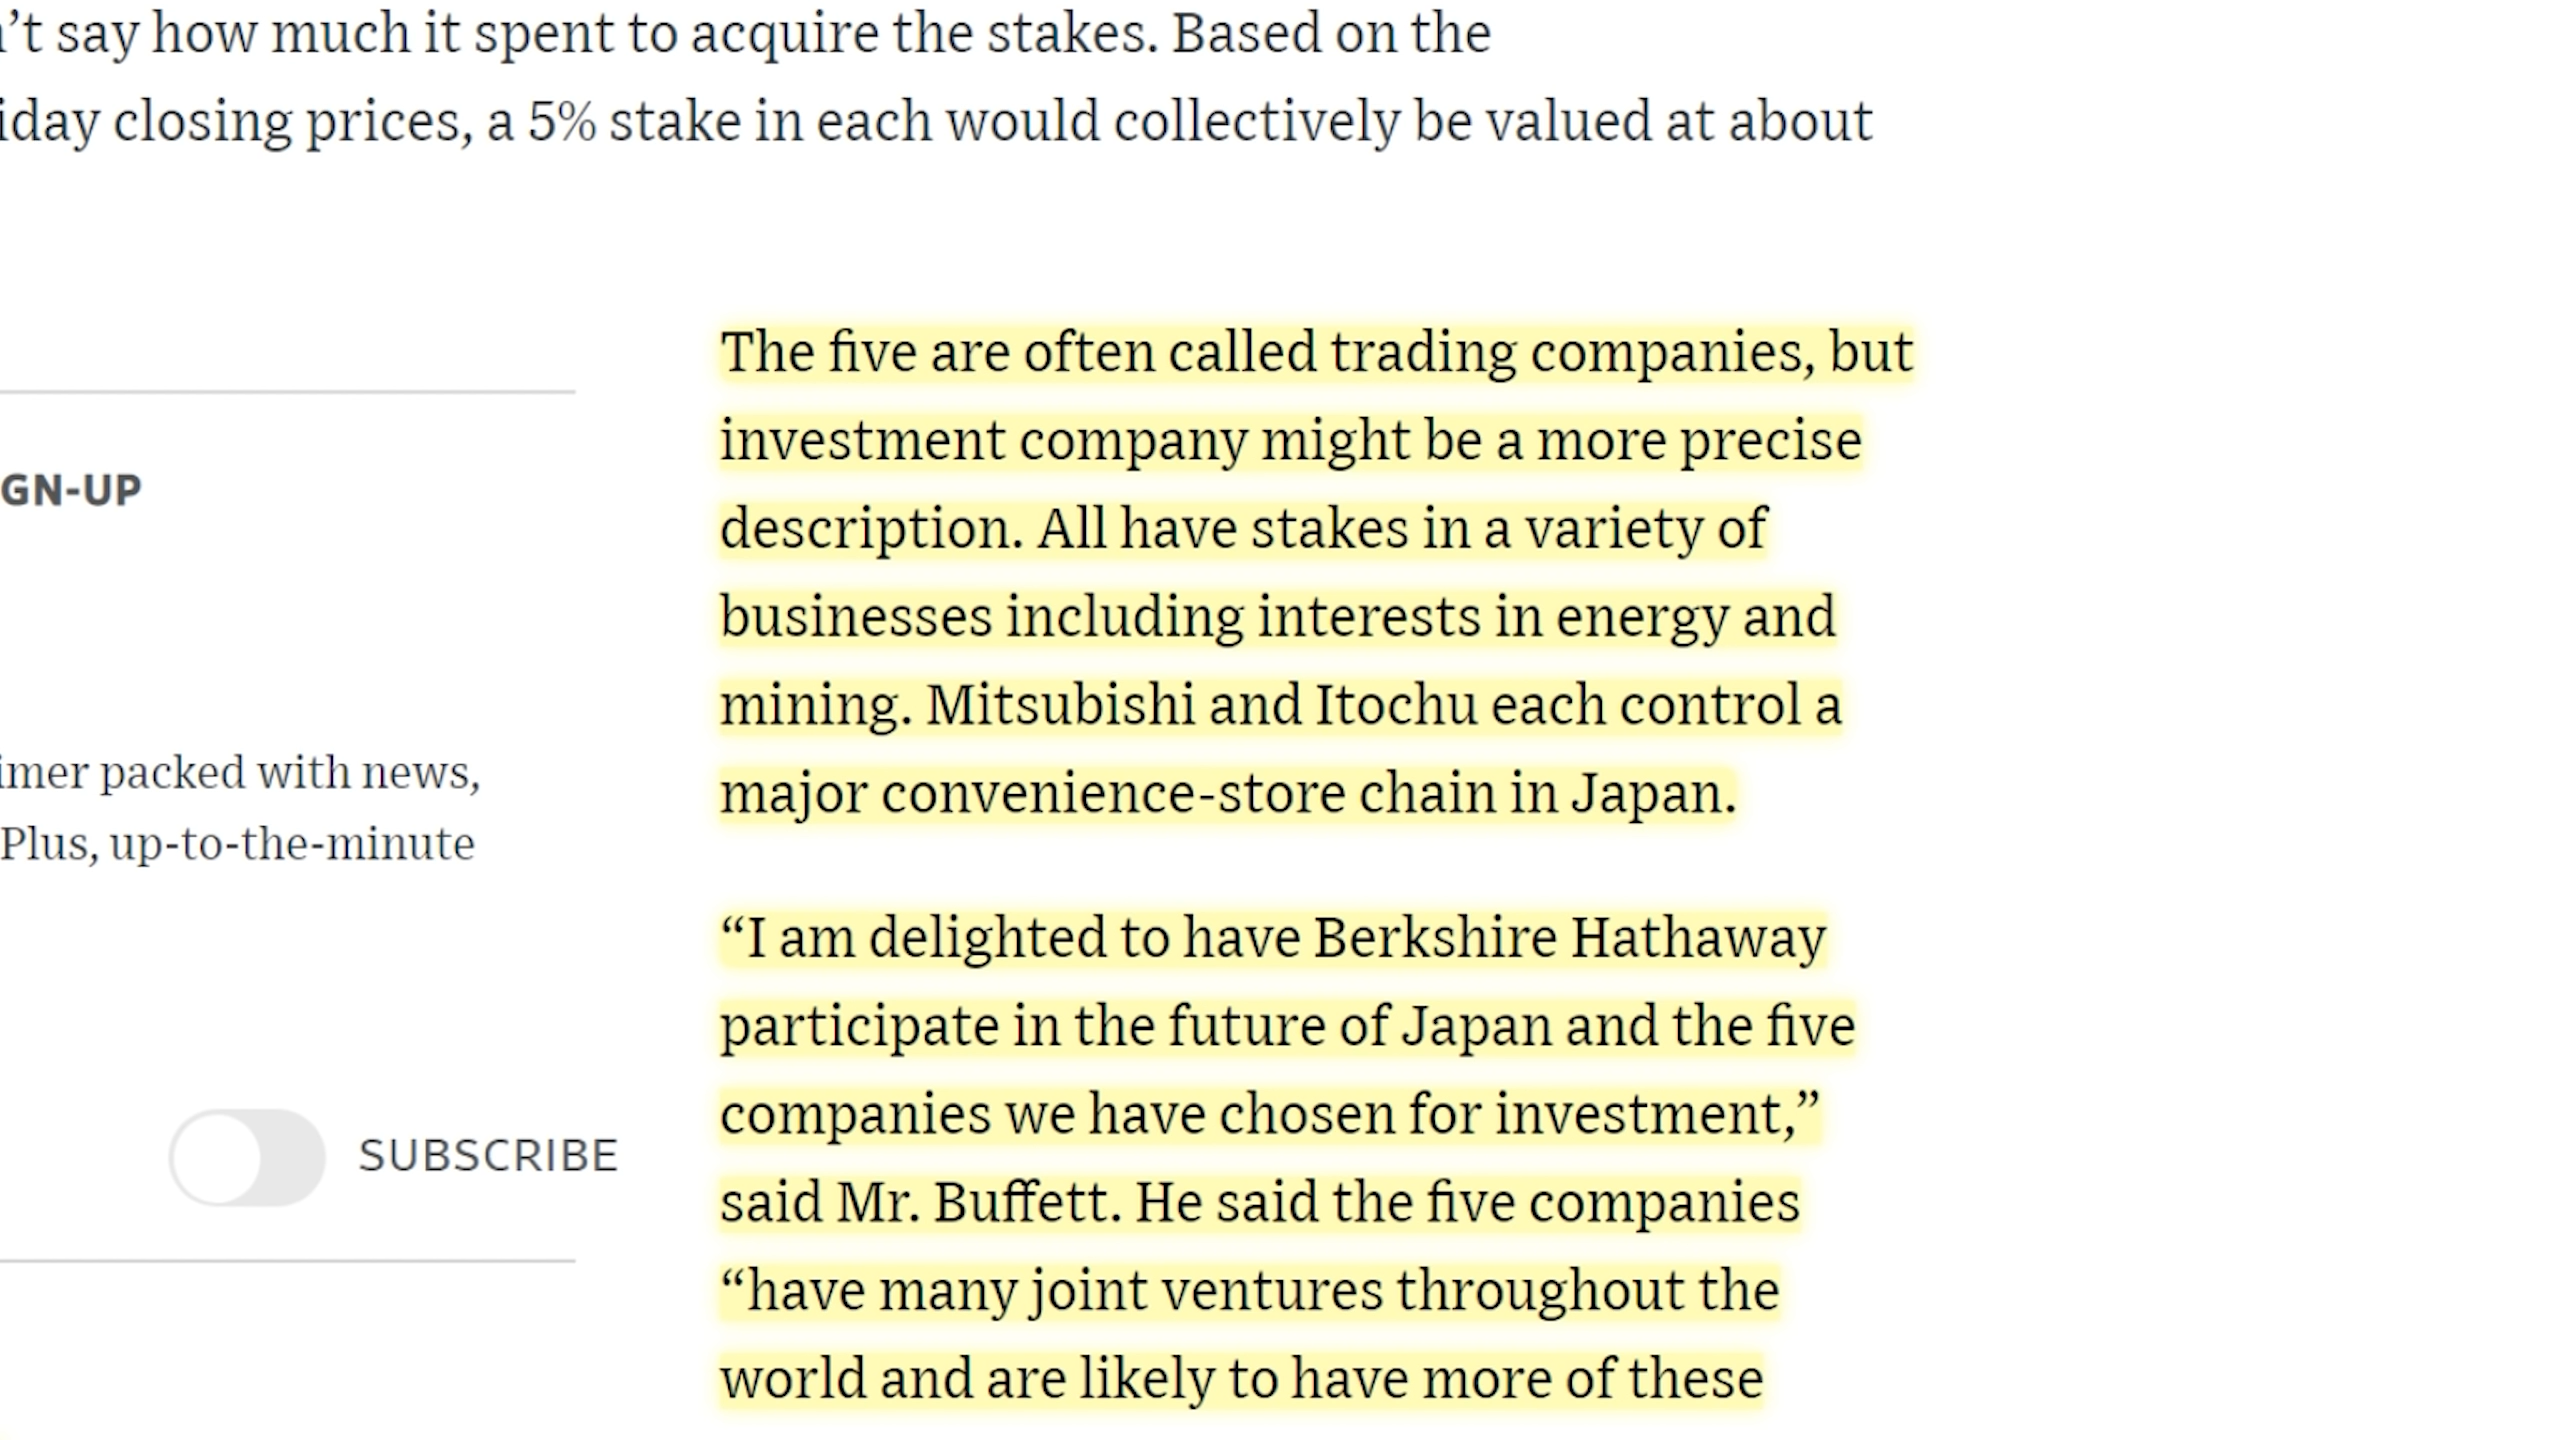 n't say how much it spent to acquire the stakes. Based on the
iday closing prices, a 5% stake in each would collectively be valued at about
GN-UP
imer packed with news,
Plus, up-to-the-minute
SUBSCRIBE
The five are often called trading companies, but
investment company might be a more precise
description. All have stakes in a variety of
businesses including interests in energy and
mining. Mitsubishi and Itochu each control a
major convenience-store chain in Japan.
“I am delighted to have Berkshire Hathaway
participate in the future of Japan and the five
companies we have chosen for investment,”
said Mr. Buffett. He said the five companies
“have many joint ventures throughout the
world and are likely to have more of these